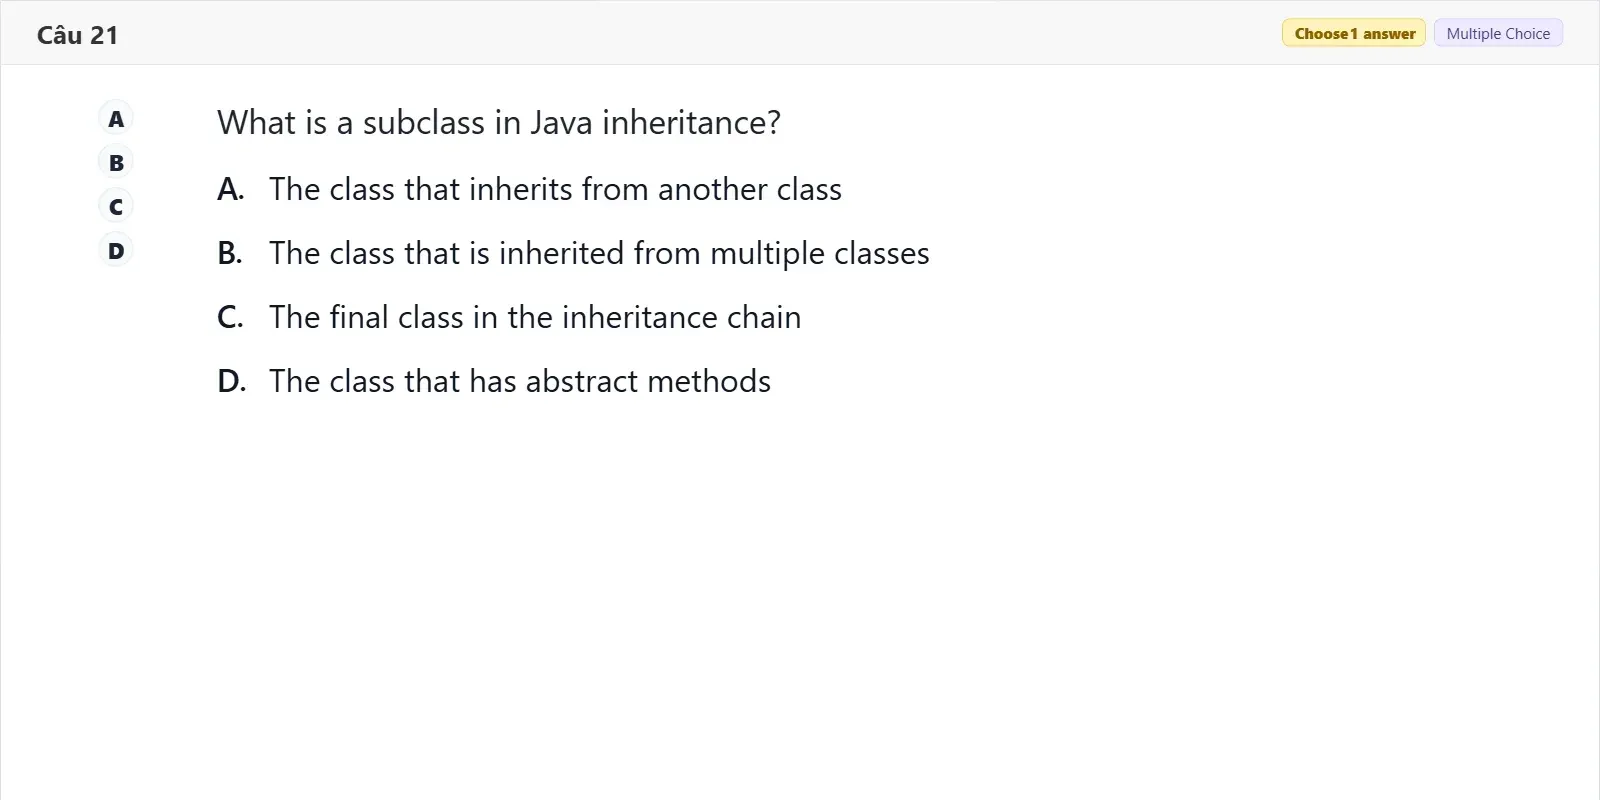 Câu 21
Choose1 answer
Multiple Choice
A
B
C
D
What is a subclass in Java inheritance?
A. The class that inherits from another class
B. The class that is inherited from multiple classes
C. The final class in the inheritance chain
D. The class that has abstract methods